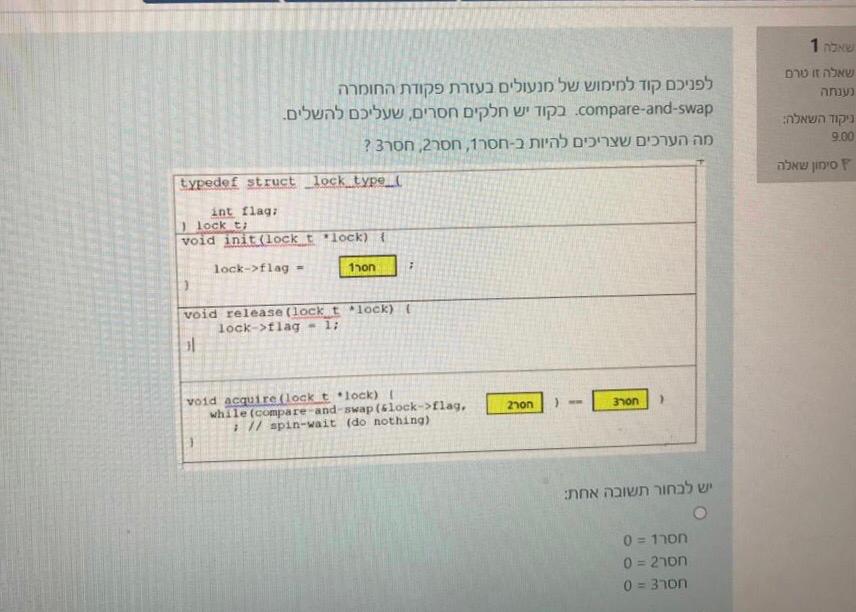 שאלה 1
שאלה זו טרם
נענתה
ניקוד השאלה:
9.00
סימון שאלה
לפניכם קוד למימוש של מנעולים בעזרת פקודת החומרה
compare-and-swap. בקוד יש חלקים חסרים, שעליכם להשלים.
מה הערכים שצריכים להיות ב-חסר1, חסר2, חסר3 ?
typedef struct _lock_type_{
int flag;
} lock_t;
void init(lock_t *lock) {
lock->flag = חסר1 ;
}
void release(lock_t *lock) {
lock->flag = 1;
}
void acquire(lock_t *lock) {
while(compare-and-swap(&lock->flag, חסר2 ) == חסר3 )
; // spin-wait (do nothing)
}
יש לבחור תשובה אחת:
חסר1 = 0
חסר2 = 0
חסר3 = 0